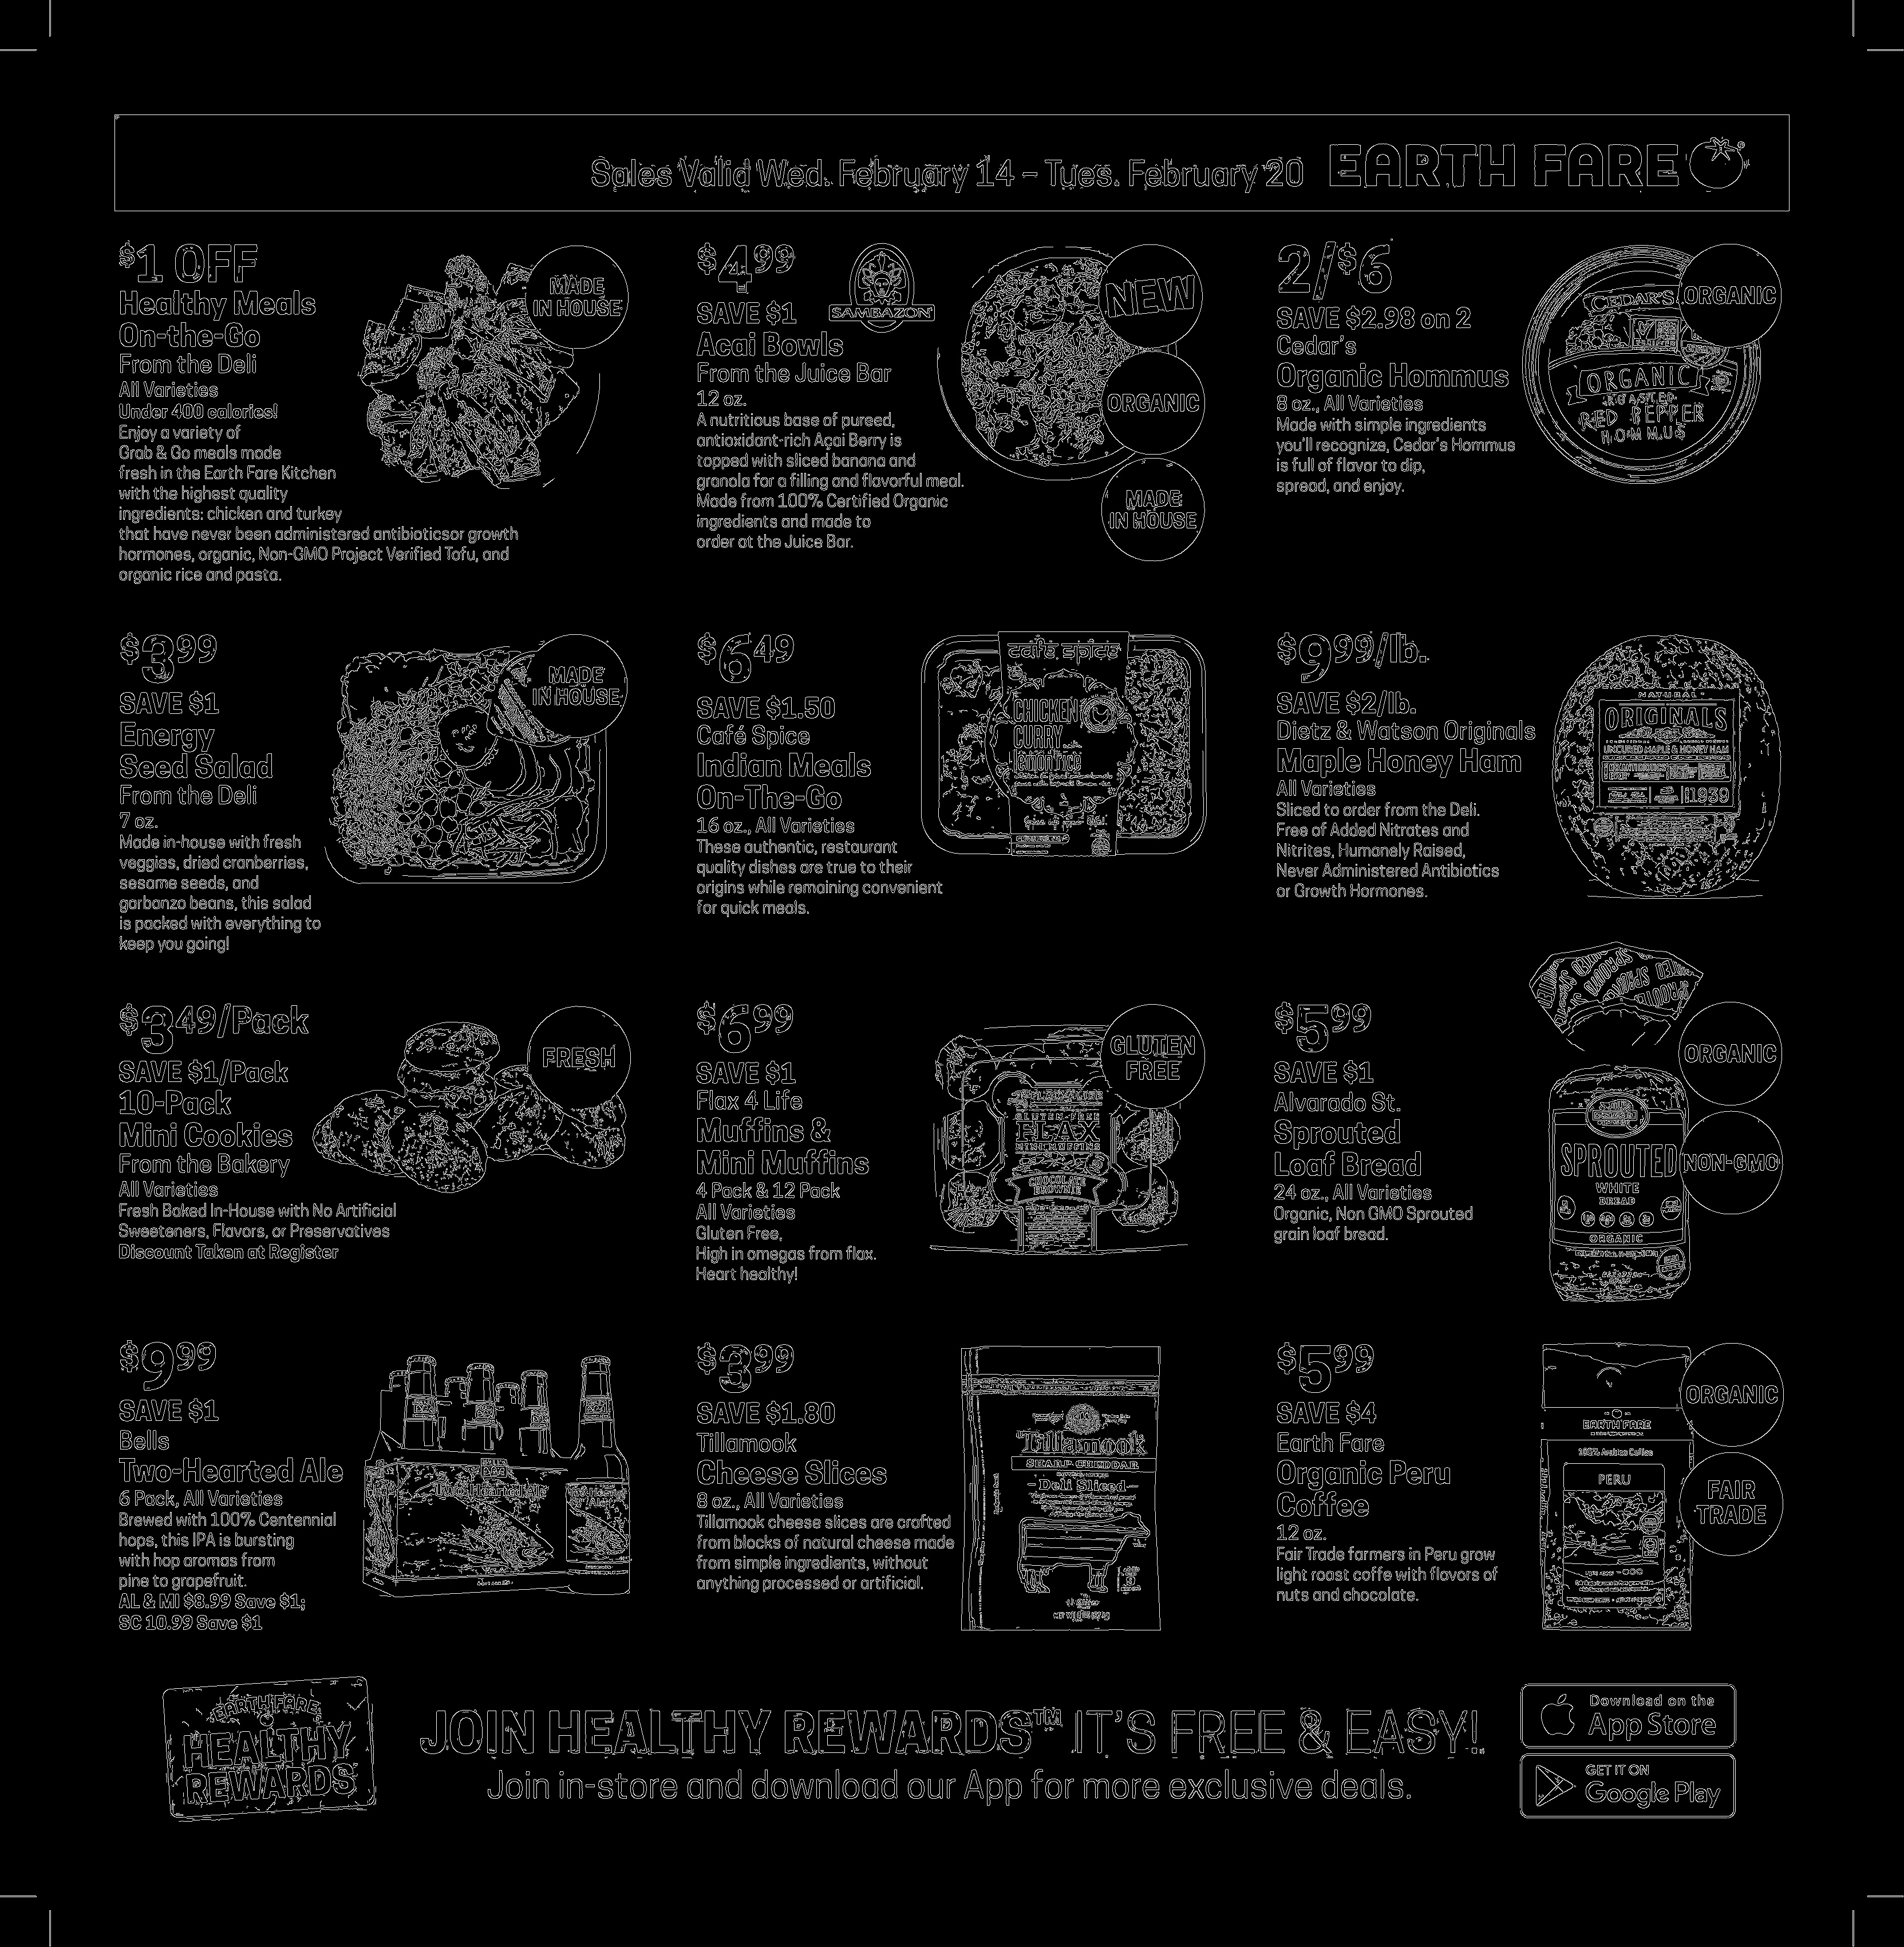 Sales Valid Wed. February 14 – Tues. February 20
EARTH FARE
$1 OFF
Healthy Meals
On-the-Go
From the Deli
All Varieties
Under 400 calories!
Enjoy a variety of
Grab & Go meals made
fresh in the Earth Fare Kitchen
with the highest quality
ingredients: chicken and turkey
that have never been administered antibioticsor growth
hormones, organic, Non-GMO Project Verified Tofu, and
organic rice and pasta.
MADE
IN HOUSE
$4.99
SAVE $1
Acai Bowls
From the Juice Bar
12 oz.
A nutritious base of pureed,
antioxidant-rich Açai Berry is
topped with sliced banana and
granola for a filling and flavorful meal.
Made from 100% Certified Organic
ingredients and made to
order at the Juice Bar.
SAMBAZON
NEW
ORGANIC
MADE
IN HOUSE
2/$6
SAVE $2.98 on 2
Cedar's
Organic Hommus
8 oz., All Varieties
Made with simple ingredients
you'll recognize, Cedar's Hommus
is full of flavor to dip,
spread, and enjoy.
CEDAR'S
ORGANIC
ROASTED
RED PEPPER
HOMMUS
ORGANIC
$3.99
SAVE $1
Energy
Seed Salad
From the Deli
7 oz.
Made in-house with fresh
veggies, dried cranberries,
sesame seeds, and
garbanzo beans, this salad
is packed with everything to
keep you going!
MADE
IN HOUSE
$6.49
SAVE $1.50
Café Spice
Indian Meals
On-The-Go
16 oz., All Varieties
These authentic, restaurant
quality dishes are true to their
origins while remaining convenient
for quick meals.
café spice
CHICKEN
CURRY
$9.99/lb.
SAVE $2/lb.
Dietz & Watson Originals
Maple Honey Ham
All Varieties
Sliced to order from the Deli.
Free of Added Nitrates and
Nitrites, Humanely Raised,
Never Administered Antibiotics
or Growth Hormones.
NATURAL
ORIGINALS
UNCURED MAPLE & HONEY HAM
1939
$3.49/Pack
SAVE $1/Pack
10-Pack
Mini Cookies
From the Bakery
All Varieties
Fresh Baked In-House with No Artificial
Sweeteners, Flavors, or Preservatives
Discount Taken at Register
FRESH
$6.99
SAVE $1
Flax 4 Life
Muffins &
Mini Muffins
4 Pack & 12 Pack
All Varieties
Gluten Free,
High in omegas from flax.
Heart healthy!
GLUTEN-FREE
FLAX
MINI MUFFINS
CHOCOLATE
BROWNIE
GLUTEN
FREE
$5.99
SAVE $1
Alvarado St.
Sprouted
Loaf Bread
24 oz., All Varieties
Organic, Non GMO Sprouted
grain loaf bread.
SPROUTED
WHITE
BREAD
ORGANIC
ORGANIC
NON-GMO
$9.99
SAVE $1
Bells
Two-Hearted Ale
6 Pack, All Varieties
Brewed with 100% Centennial
hops, this IPA is bursting
with hop aromas from
pine to grapefruit.
AL & MI $8.99 Save $1;
SC 10.99 Save $1
Two Hearted Ale
$3.99
SAVE $1.80
Tillamook
Cheese Slices
8 oz., All Varieties
Tillamook cheese slices are crafted
from blocks of natural cheese made
from simple ingredients, without
anything processed or artificial.
Tillamook
SHARP CHEDDAR
Deli Sliced
$5.99
SAVE $4
Earth Fare
Organic Peru
Coffee
12 oz.
Fair Trade farmers in Peru grow
light roast coffe with flavors of
nuts and chocolate.
EARTH FARE
100% Arabica Coffee
PERU
ORGANIC
FAIR
TRADE
EARTH FARE
HEALTHY
REWARDS
JOIN HEALTHY REWARDS™ IT'S FREE & EASY!
Join in-store and download our App for more exclusive deals.
Download on the
App Store
GET IT ON
Google Play